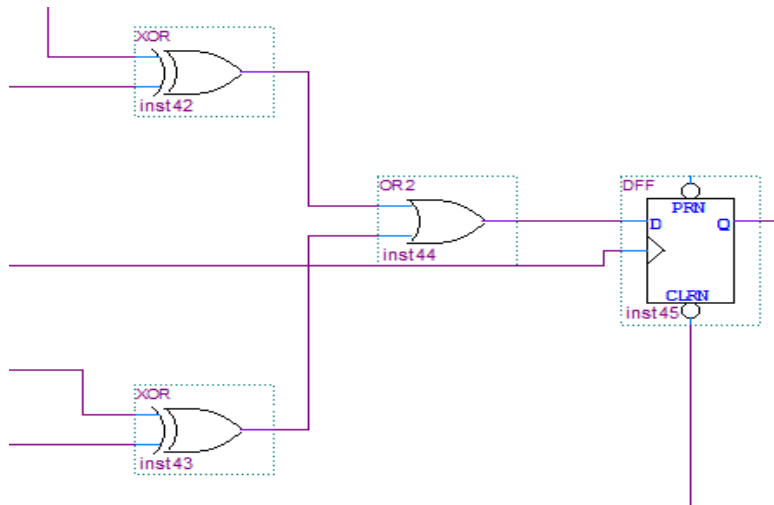 XOR
inst42
OR2
inst44
DFF
PRN
D Q
CLRN
inst45
XOR
inst43